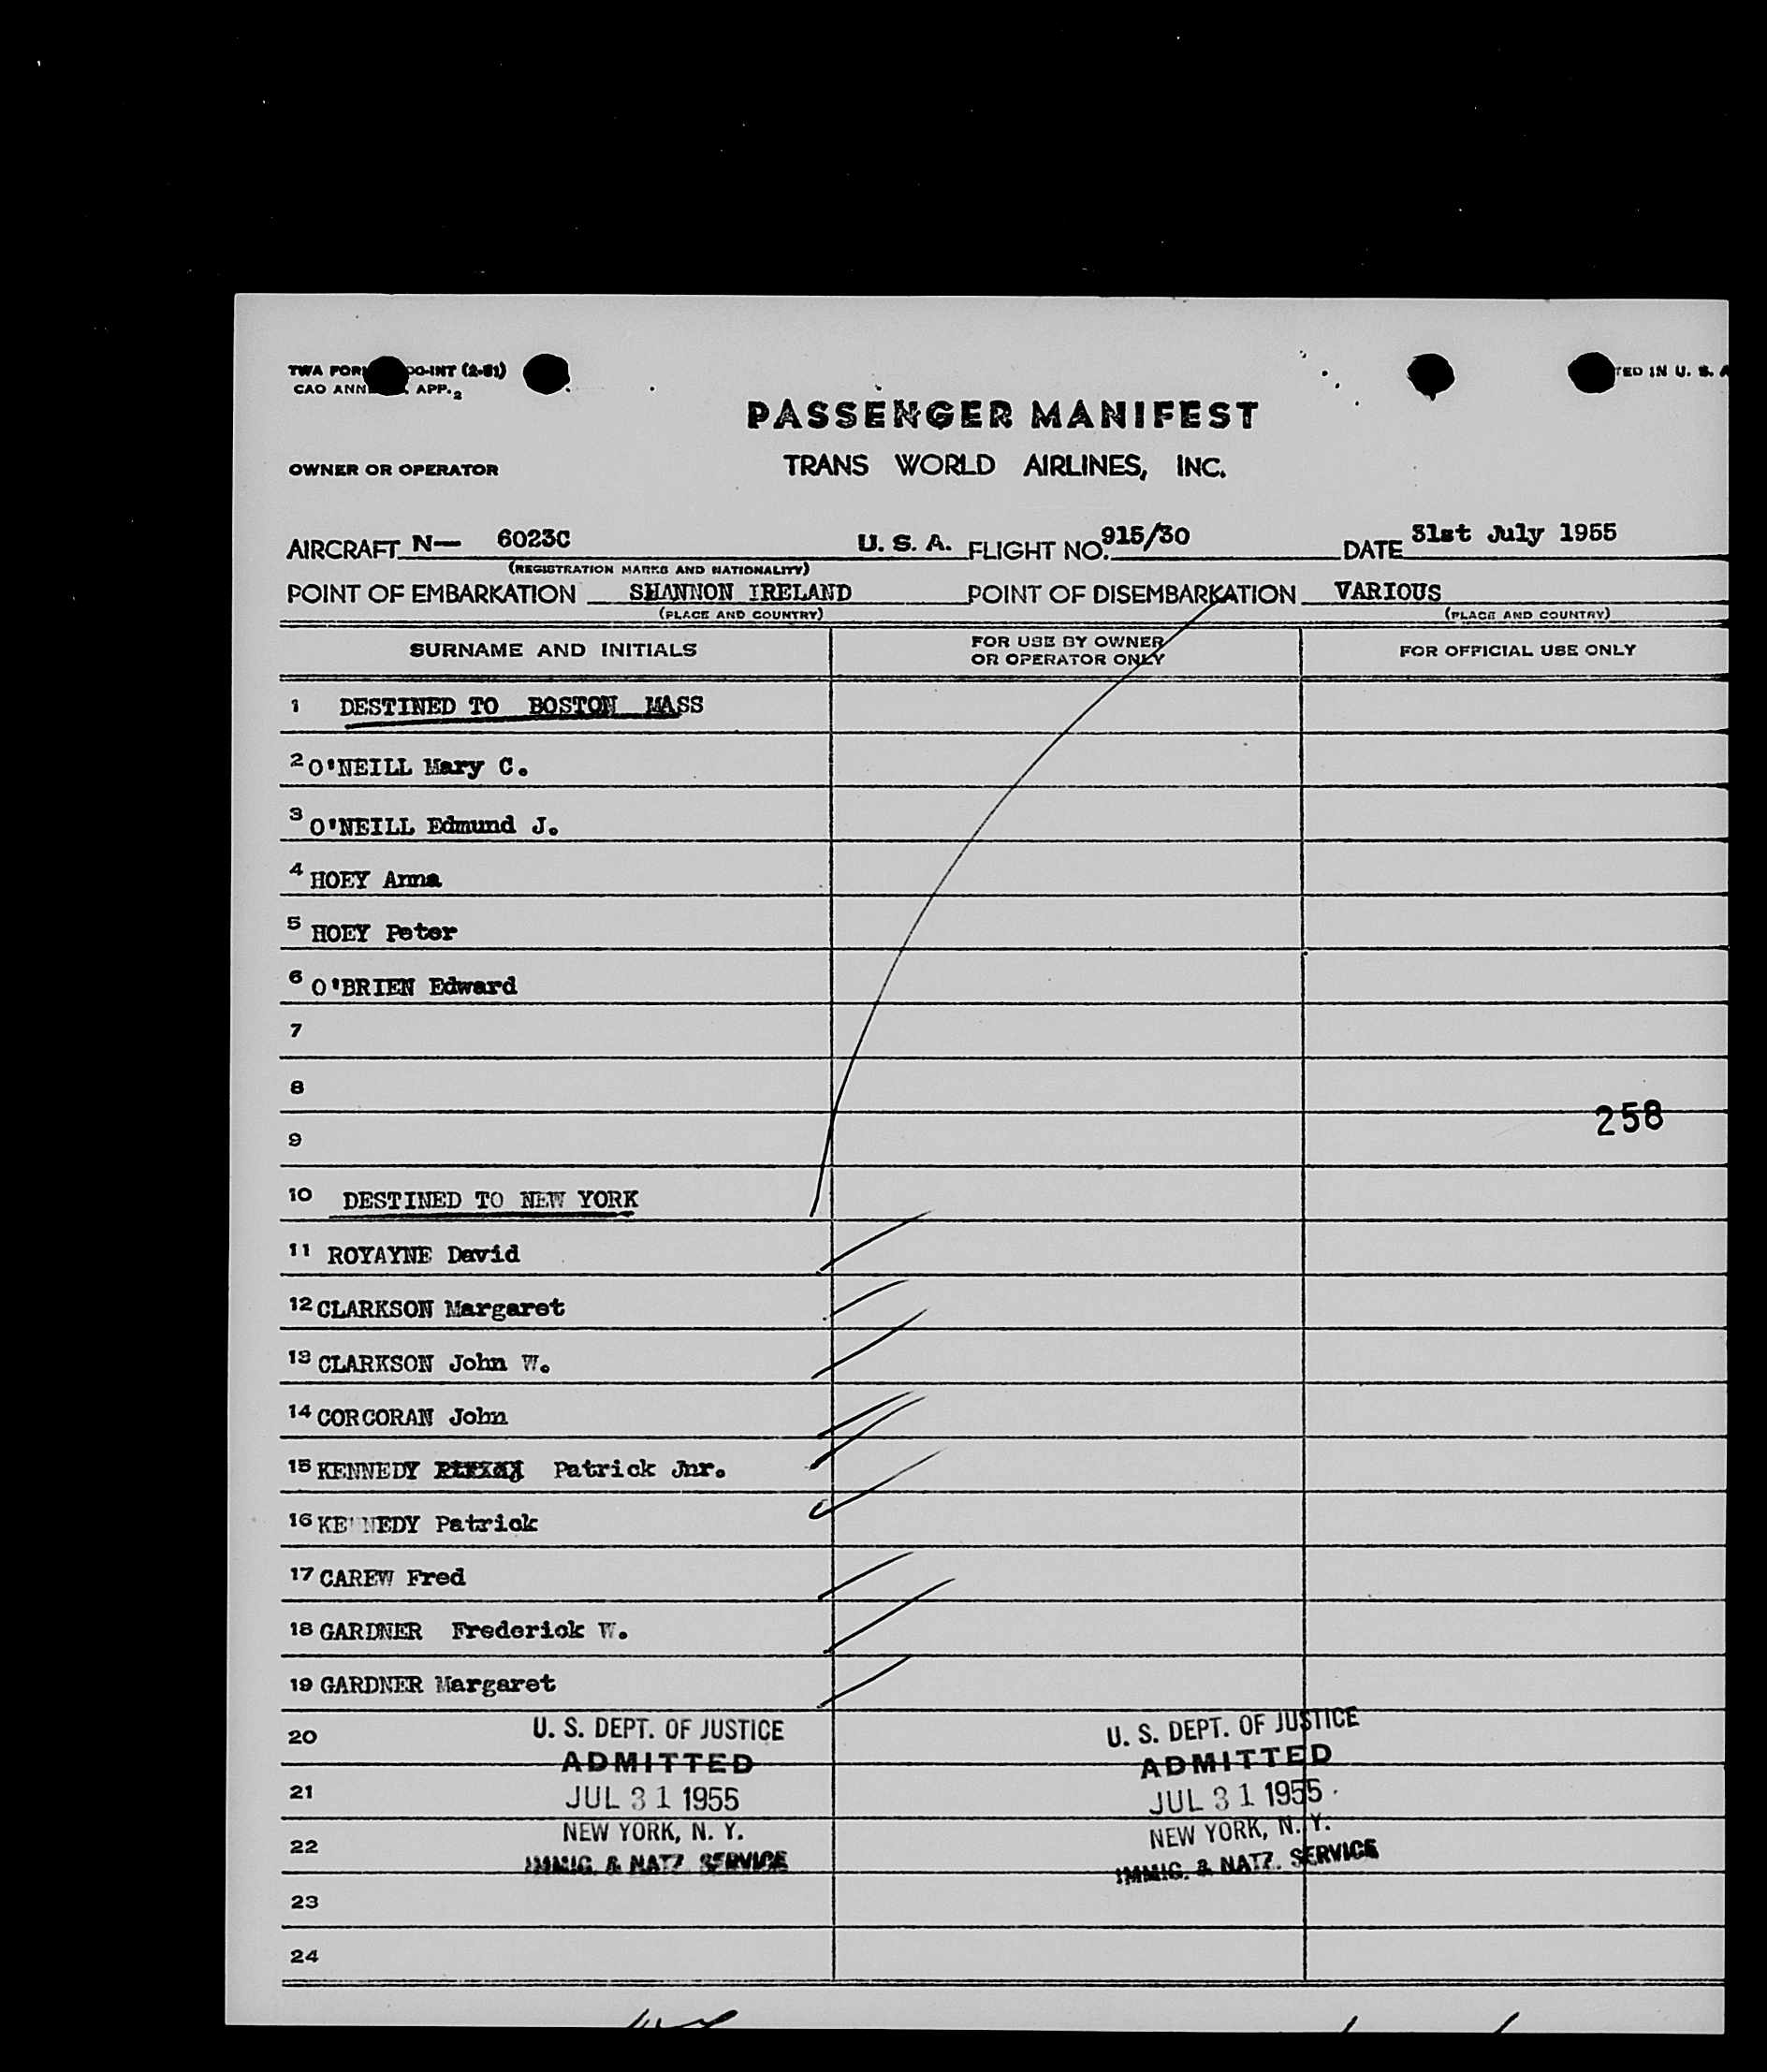 TWA FORM OO-INT (2-51)
CAO ANN APP. 2
TED IN U. S. A
PASSENGER MANIFEST
OWNER OR OPERATOR TRANS WORLD AIRLINES, INC.
AIRCRAFT N— 6023C U. S. A. FLIGHT NO. 915/30 DATE 31st July 1955
(REGISTRATION MARKS AND NATIONALITY)
POINT OF EMBARKATION SHANNON IRELAND POINT OF DISEMBARKATION VARIOUS
(PLACE AND COUNTRY) (PLACE AND COUNTRY)
SURNAME AND INITIALS FOR USE BY OWNER OR OPERATOR ONLY FOR OFFICIAL USE ONLY
1 DESTINED TO BOSTON MASS
2 O'NEILL Mary C.
3 O'NEILL Edmund J.
4 HOEY Anna
5 HOEY Peter
6 O'BRIEN Edward
7
8
258
9
10 DESTINED TO NEW YORK
11 ROYAYNE David
12 CLARKSON Margaret
13 CLARKSON John W.
14 CORCORAN John
15 KENNEDY Patrick Jnr.
16 KENNEDY Patrick
17 CAREW Fred
18 GARDNER Frederick W.
19 GARDNER Margaret
20
21
22
23
24
U. S. DEPT. OF JUSTICE
ADMITTED
JUL 31 1955
NEW YORK, N. Y.
IMMIG. & NATZ. SERVICE
U. S. DEPT. OF JUSTICE
ADMITTED
JUL 31 1955
NEW YORK, N. Y.
IMMIG. & NATZ. SERVICE